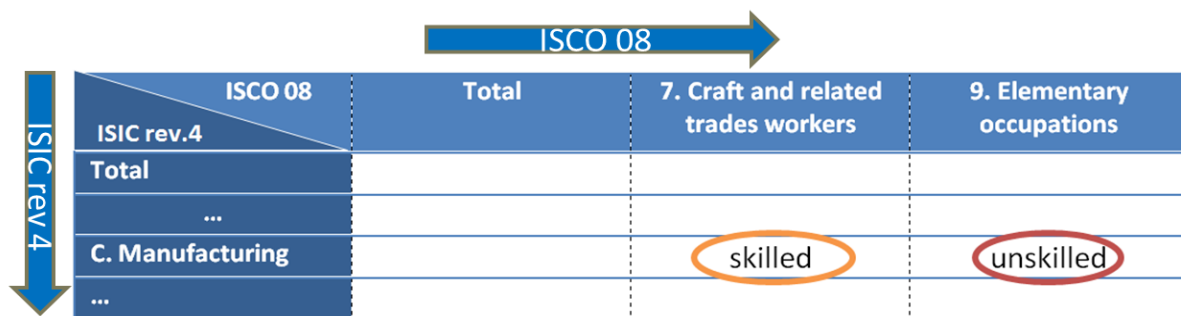 ISCO 08
ISIC rev 4
ISCO 08
ISIC rev.4
Total
7. Craft and related
trades workers
9. Elementary
occupations
Total
...
C. Manufacturing
skilled
unskilled
...